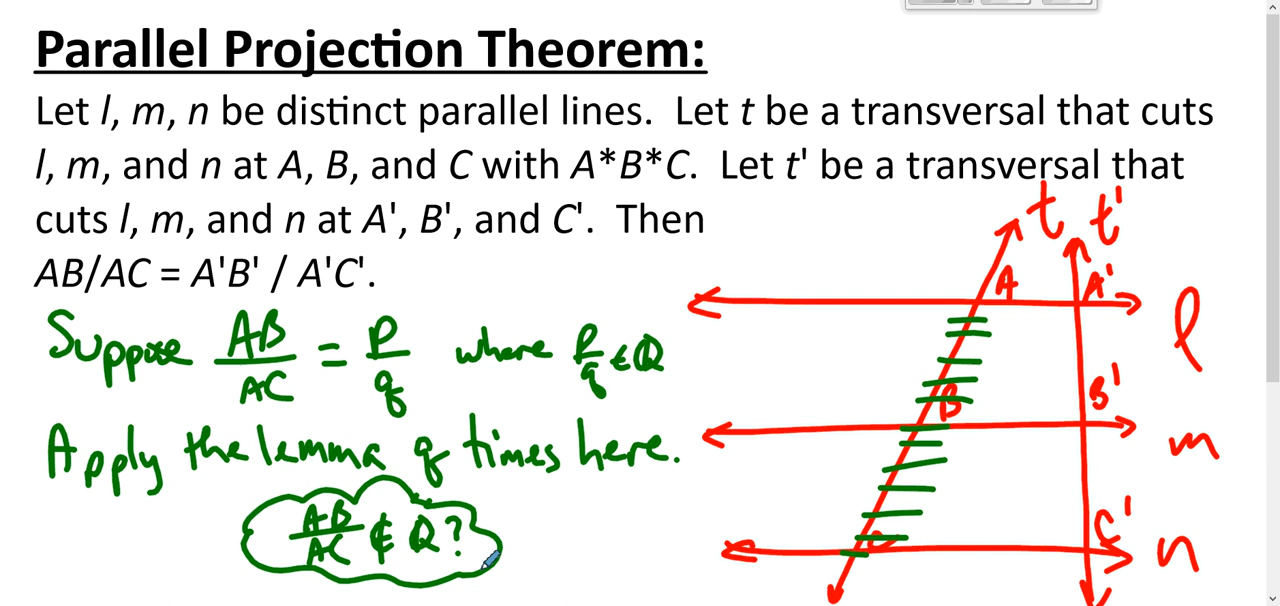 Parallel Projection Theorem:
Let l, m, n be distinct parallel lines. Let t be a transversal that cuts
l, m, and n at A, B, and C with A*B*C. Let t' be a transversal that
cuts l, m, and n at A', B', and C'. Then
AB/AC = A'B' / A'C'.
Suppose AB/AC = p/q where p/q ∈ Q
Apply the lemma q times here.
AB/AC ∉ Q?
t t'
A A'
l
B B'
m
C C'
n